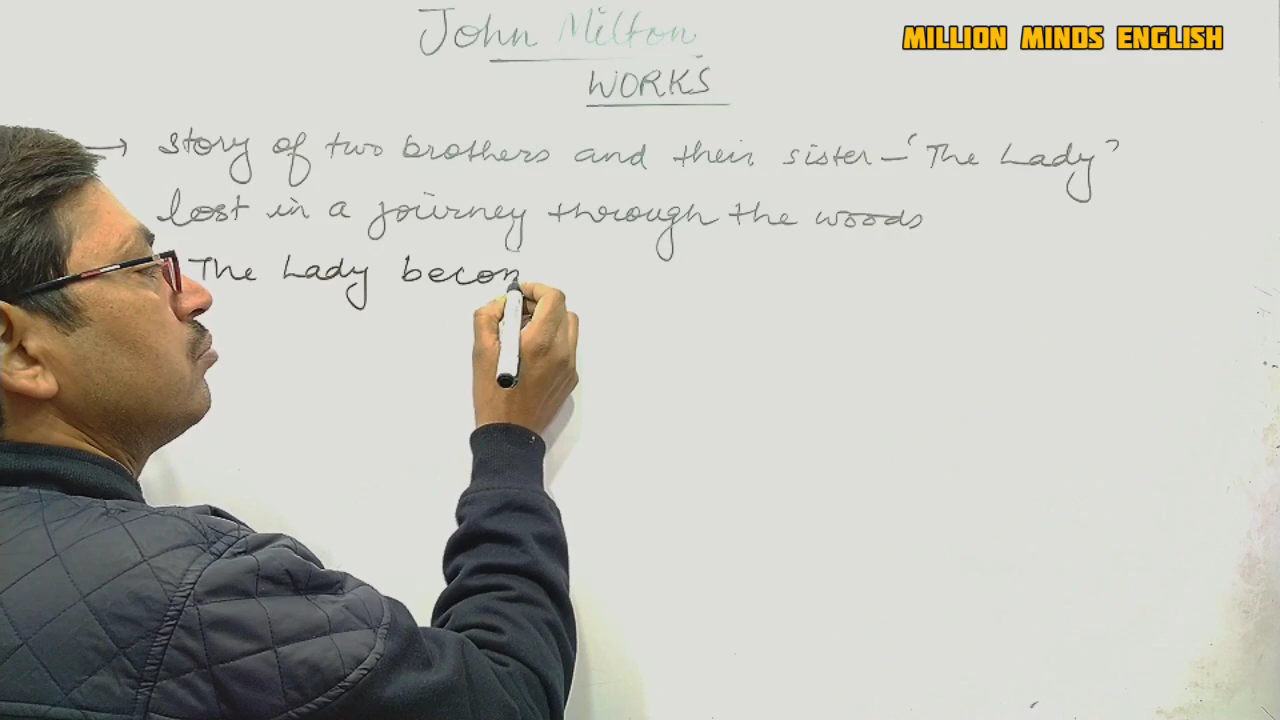 John Milton
MILLION MINDS ENGLISH
WORKS
→ Story of two brothers and their sister – 'The Lady'
lost in a journey through the woods
The Lady becom